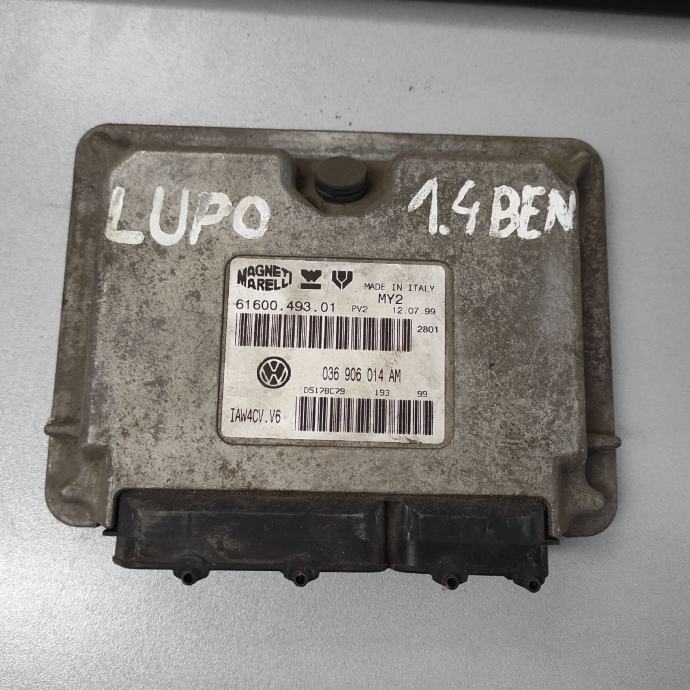 LUPO 1.4 BEN
MAGNETI MARELLI MADE IN ITALY
MY2
61600.493.01 PV2 12.07.99
2801
036 906 014 AM
D5178C79 193 99
IAW4CV.V6